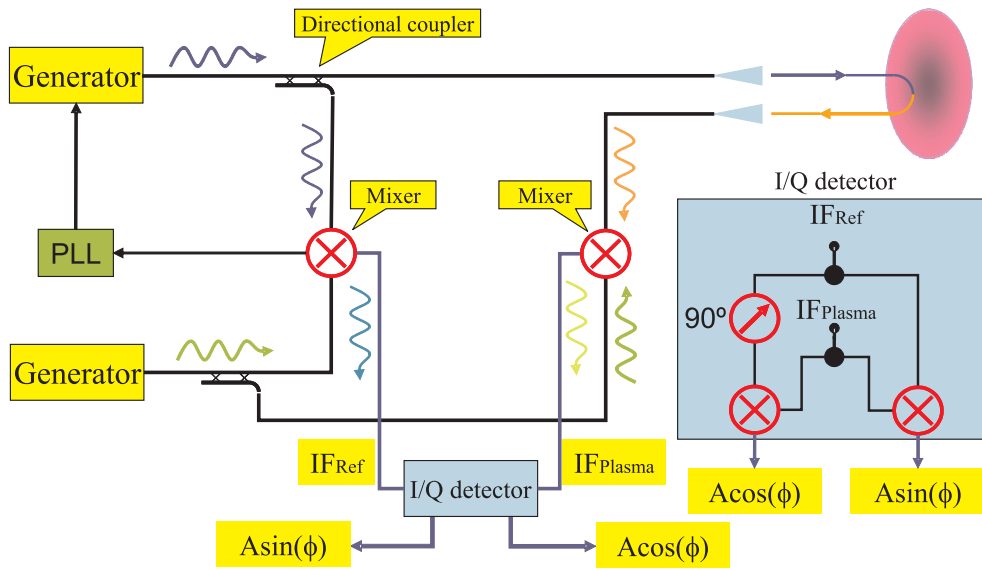 Directional coupler
Generator
Mixer
Mixer
PLL
Generator
IFRef
IFPlasma
I/Q detector
Asin(ϕ)
Acos(ϕ)
I/Q detector
IFRef
90º
IFPlasma
Acos(ϕ)
Asin(ϕ)